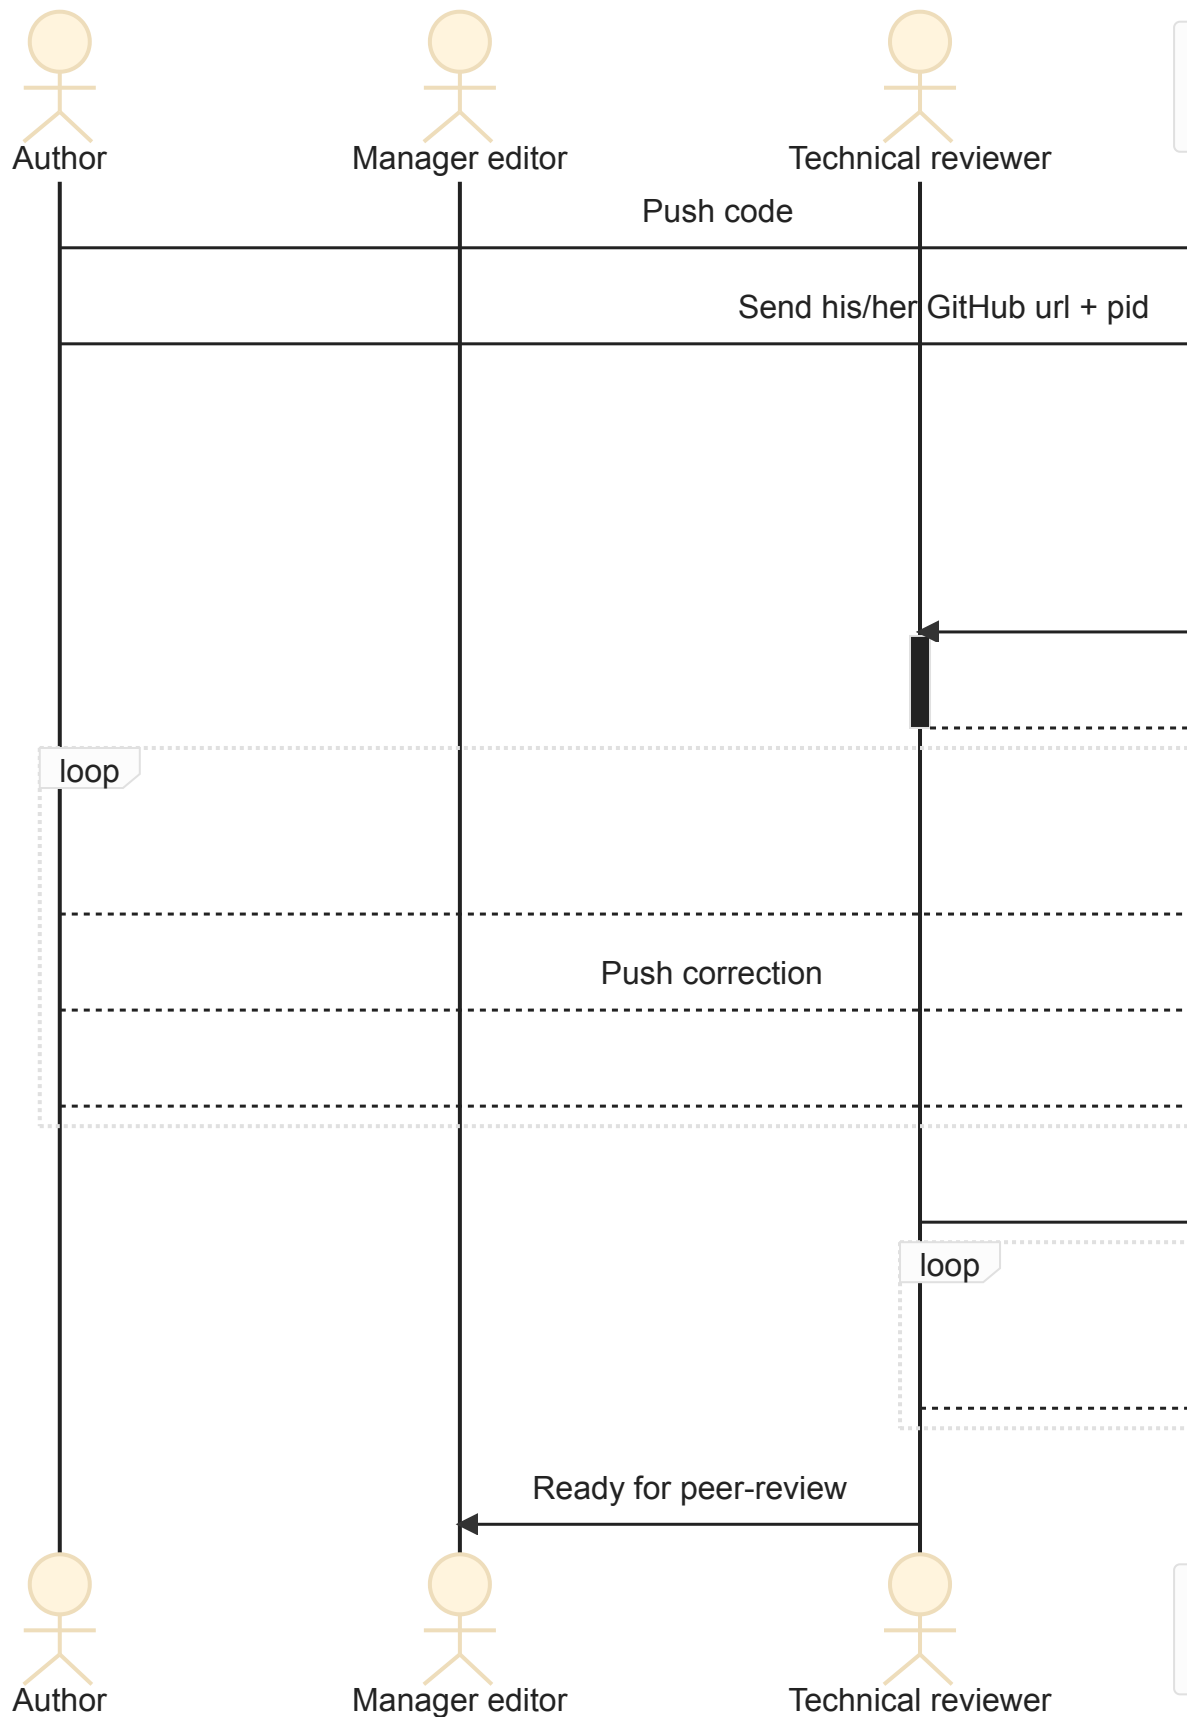 Author
Manager editor
Technical reviewer
Push code
Send his/her GitHub url + pid
loop
Push correction
loop
Ready for peer-review
Author
Manager editor
Technical reviewer